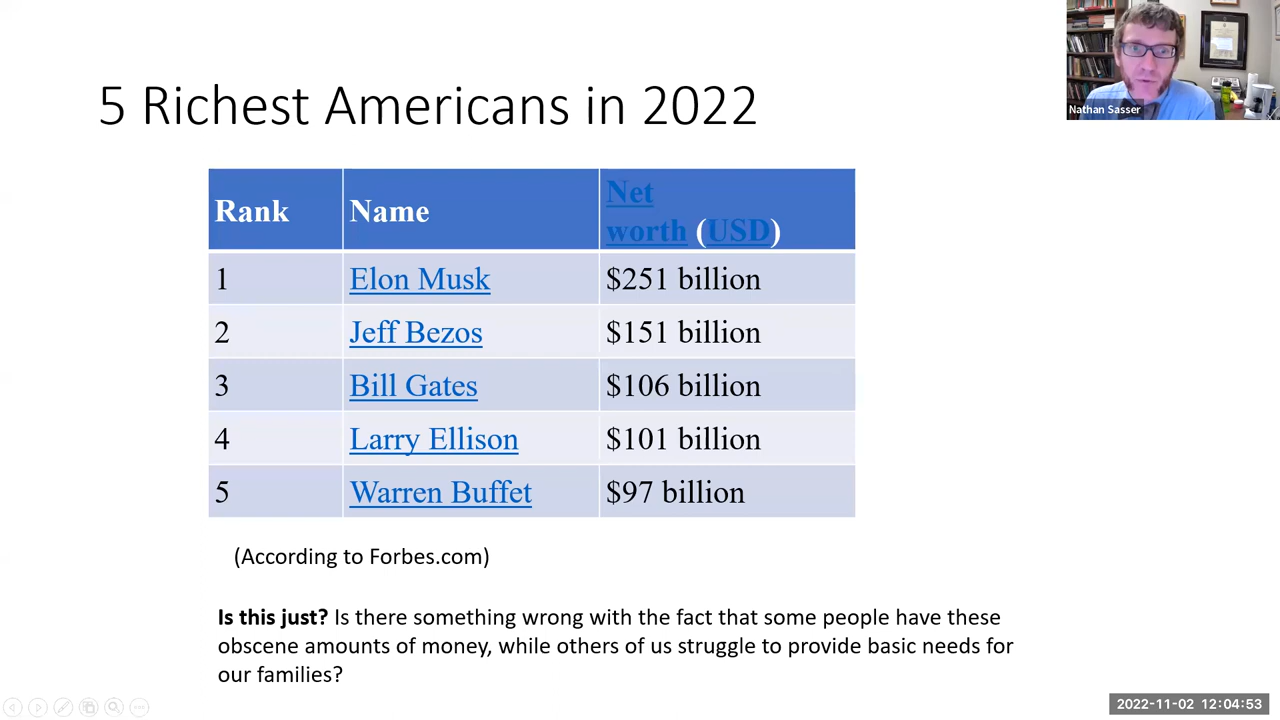 5 Richest Americans in 2022
Nathan Sasser
Rank Name Net worth (USD)
1 Elon Musk $251 billion
2 Jeff Bezos $151 billion
3 Bill Gates $106 billion
4 Larry Ellison $101 billion
5 Warren Buffet $97 billion
(According to Forbes.com)
Is this just? Is there something wrong with the fact that some people have these
obscene amounts of money, while others of us struggle to provide basic needs for
our families?
2022-11-02 12:04:53